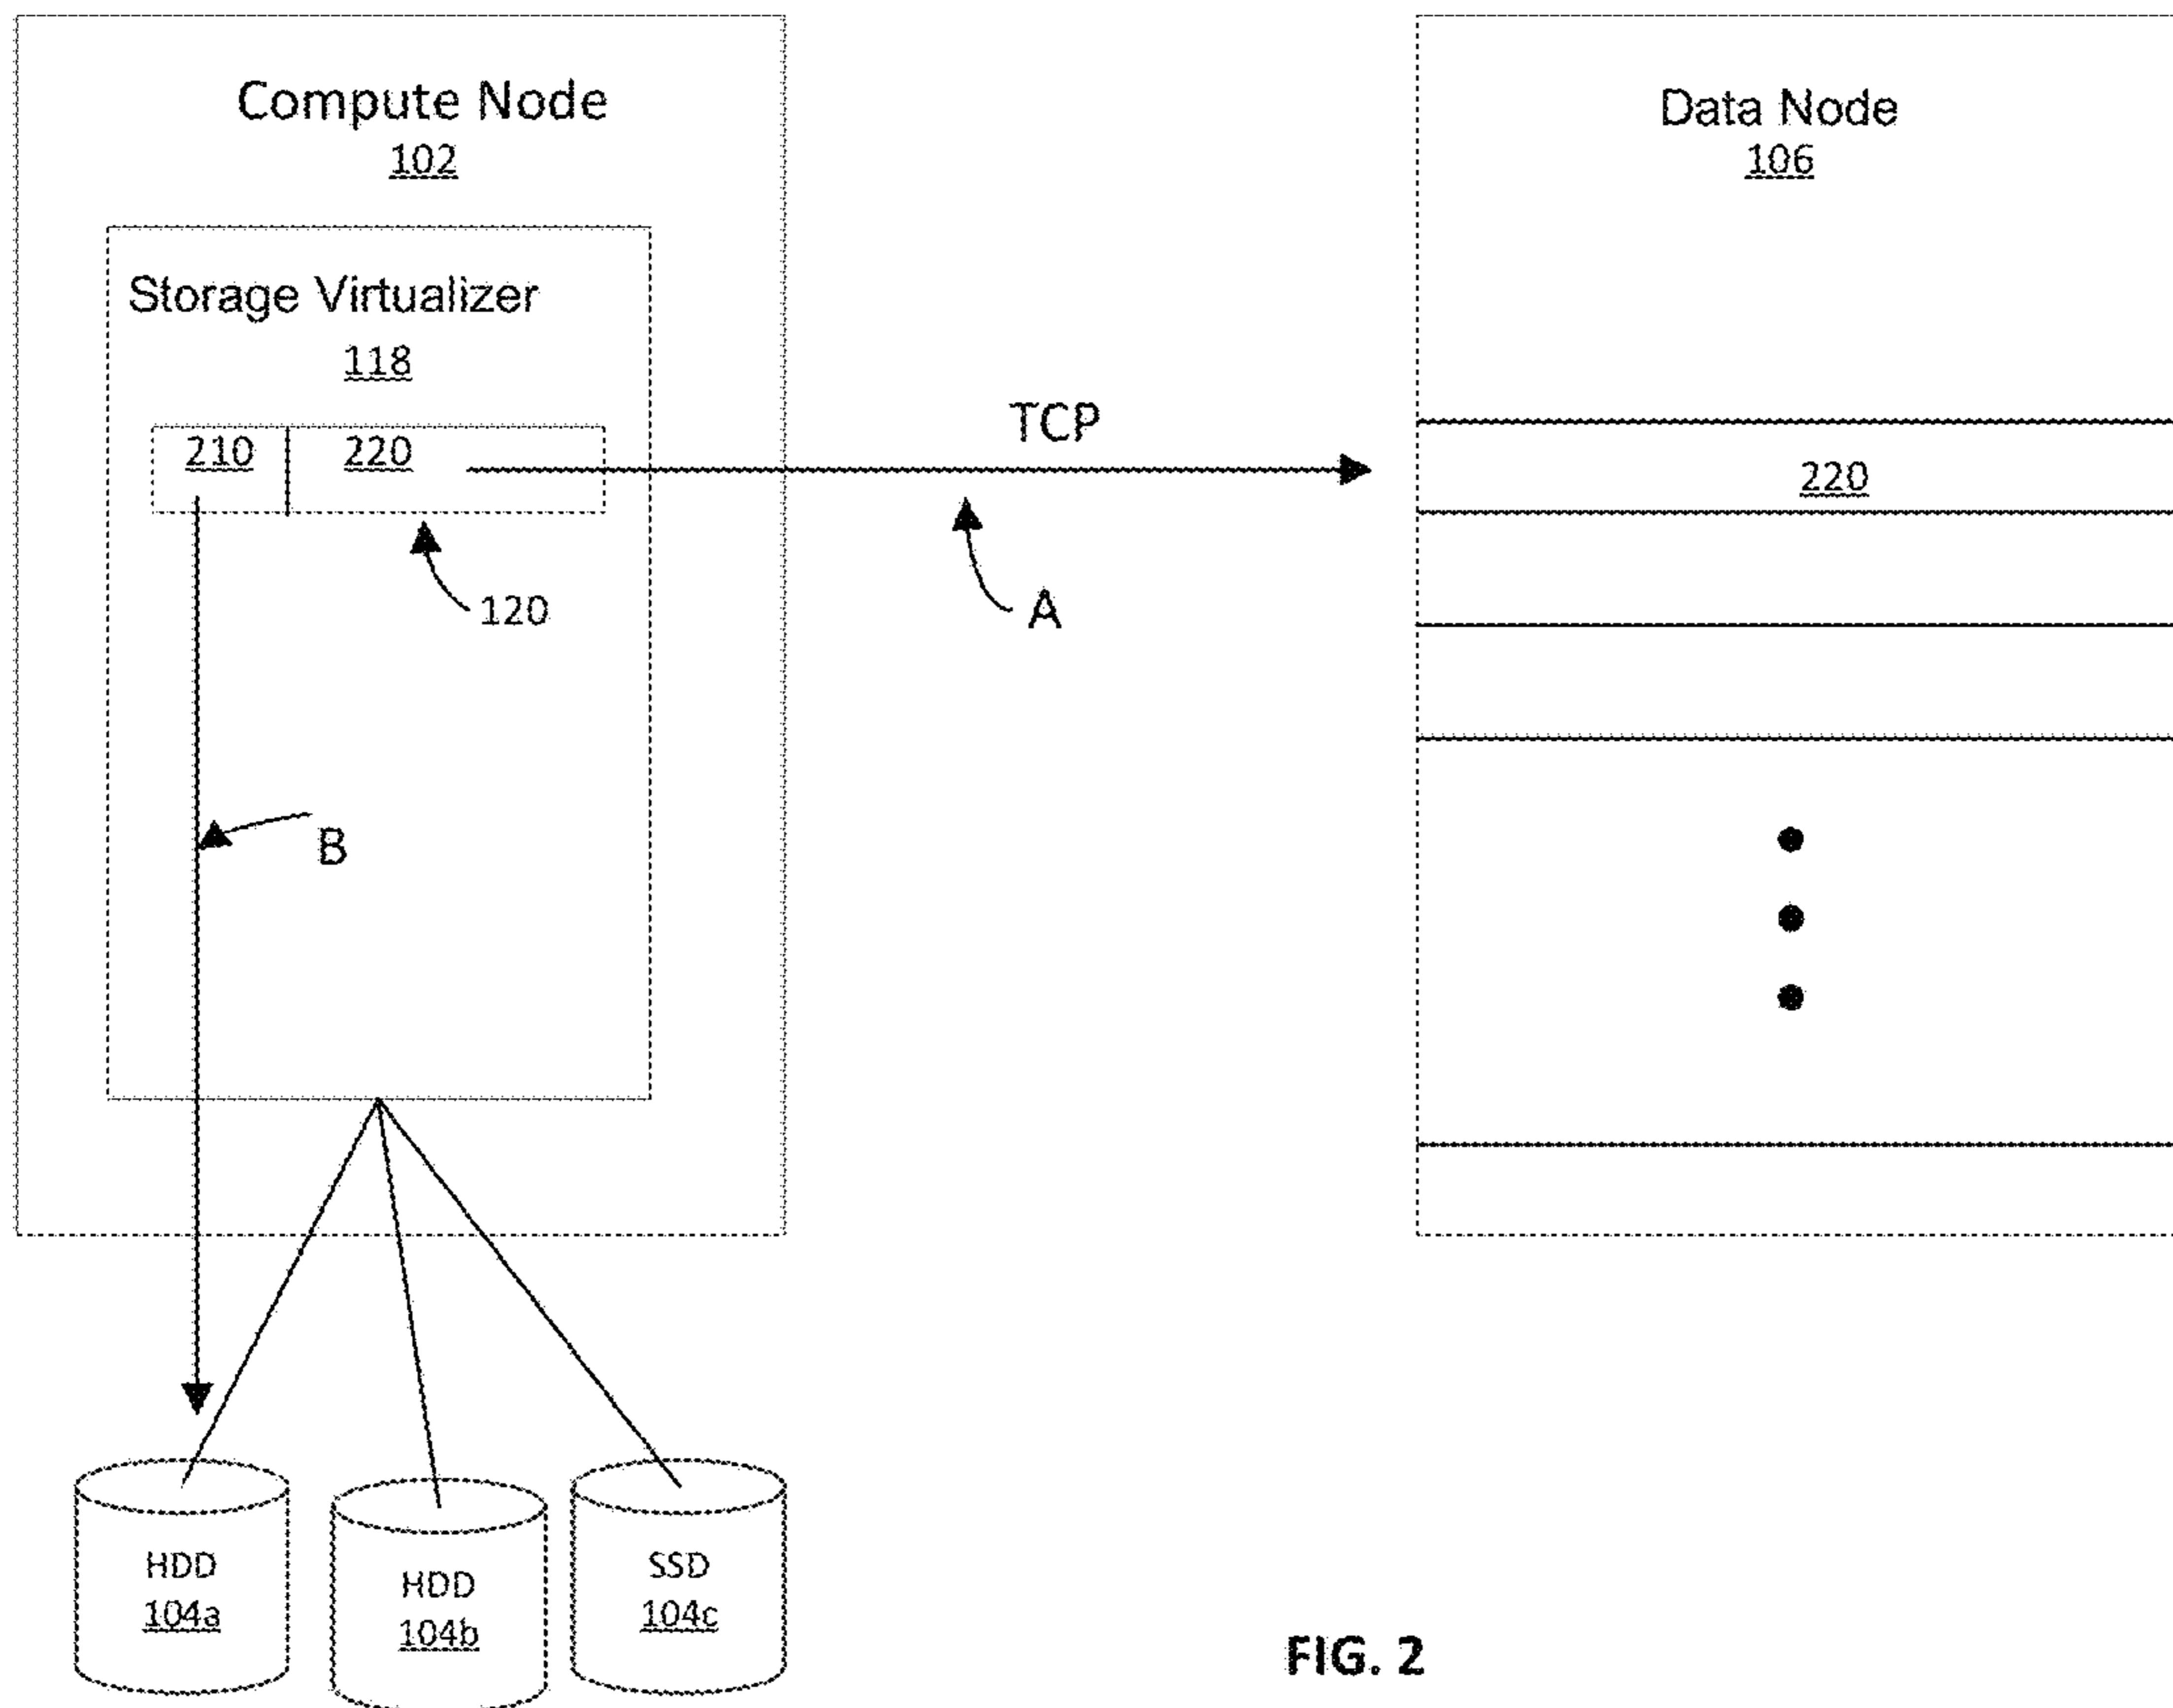 Compute Node
102
Storage Virtualizer
118
210
220
120
B
TCP
A
Data Node
106
220
HDD
104a
HDD
104b
SSD
104c
FIG. 2